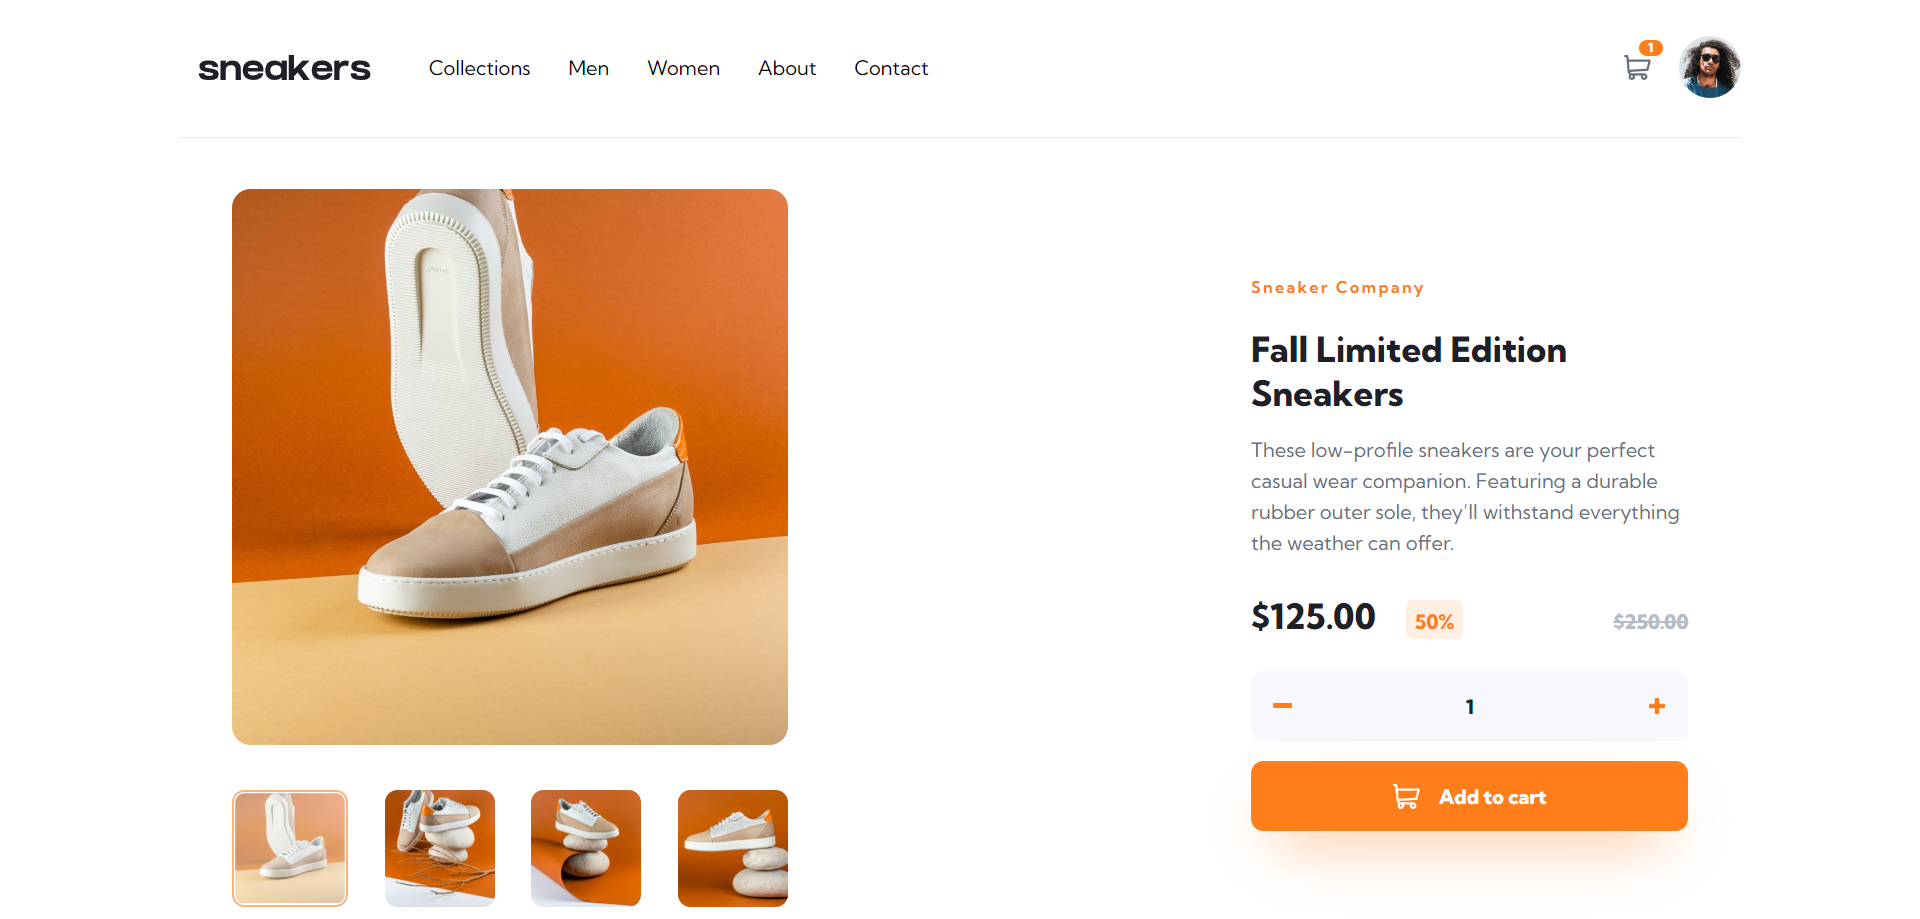 sneakers
Collections Men Women About Contact
1
Sneaker Company
Fall Limited Edition
Sneakers
These low-profile sneakers are your perfect
casual wear companion. Featuring a durable
rubber outer sole, they’ll withstand everything
the weather can offer.
$125.00 50% $250.00
1
Add to cart